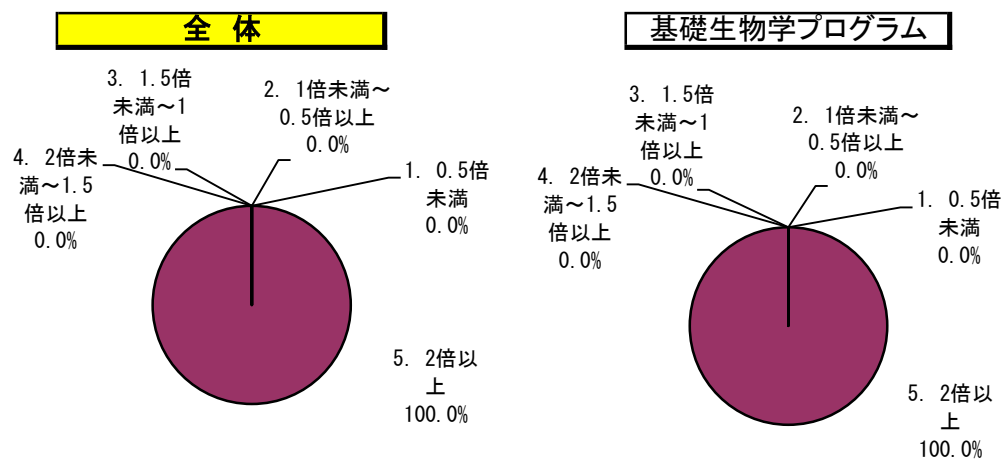 全 体
3. 1.5倍
未満～1
倍以上
0.0%
2. 1倍未満～
0.5倍以上
0.0%
4. 2倍未
満～1.5
倍以上
0.0%
1. 0.5倍
未満
0.0%
5. 2倍以
上
100.0%
基礎生物学プログラム
3. 1.5倍
未満～1
倍以上
0.0%
2. 1倍未満～
0.5倍以上
0.0%
4. 2倍未
満～1.5
倍以上
0.0%
1. 0.5倍
未満
0.0%
5. 2倍以
上
100.0%